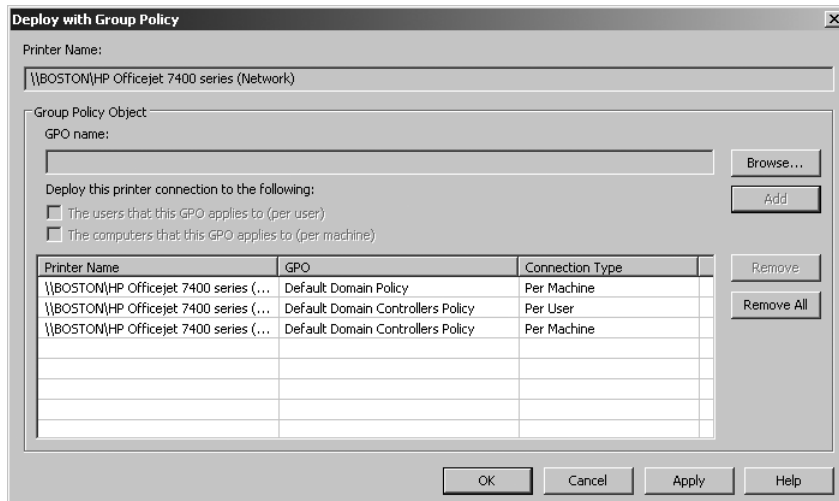 Deploy with Group Policy
Printer Name:
\\BOSTON\HP Officejet 7400 series (Network)
Group Policy Object
GPO name:
Browse...
Deploy this printer connection to the following:
Add
The users that this GPO applies to (per user)
The computers that this GPO applies to (per machine)
Printer Name GPO Connection Type
Remove
\\BOSTON\HP Officejet 7400 series (... Default Domain Policy Per Machine
\\BOSTON\HP Officejet 7400 series (... Default Domain Controllers Policy Per User
Remove All
\\BOSTON\HP Officejet 7400 series (... Default Domain Controllers Policy Per Machine
OK Cancel Apply Help